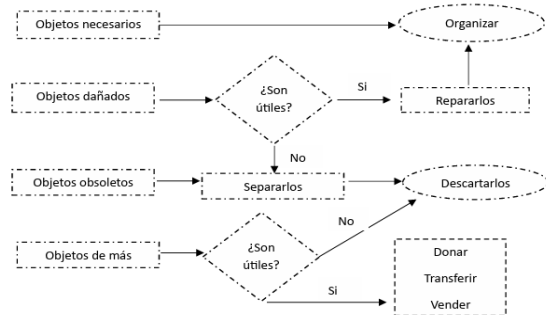 Objetos necesarios
Organizar
Objetos dañados
¿Son
útiles?
Si
Repararlos
No
Objetos obsoletos
Separarlos
Descartarlos
Objetos de más
¿Son
útiles?
No
Si
Donar
Transferir
Vender